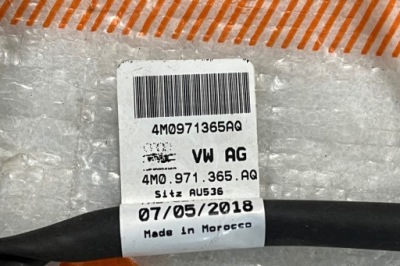 4M0971365AQ
VW AG
4M0.971.365.AQ
Sitz AU536
07/05/2018
Made in Morocco